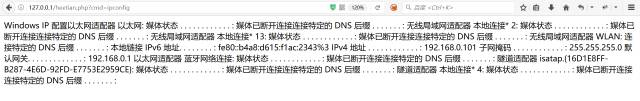 127.0.0.1/heetian.php?cmd=ipconfig
120%
百度 <Ctrl+K>
Windows IP 配置以太网适配器 以太网: 媒体状态 . . . . . . . . . . . . : 媒体已断开连接连接特定的 DNS 后缀 . . . . . . . : 无线局域网适配器 本地连接* 2: 媒体状态 . . . . . . . . . . . . : 媒体已断
开连接连接特定的 DNS 后缀 . . . . . . . : 无线局域网适配器 本地连接* 13: 媒体状态 . . . . . . . . . . . . : 媒体已断开连接连接特定的 DNS 后缀 . . . . . . . : 无线局域网适配器 WLAN: 连
接特定的 DNS 后缀 . . . . . . . : 本地链接 IPv6 地址. . . . . . . . : fe80::b4a8:d615:f1ac:2343%3 IPv4 地址 . . . . . . . . . . . . : 192.168.0.101 子网掩码 . . . . . . . . . . . . : 255.255.255.0 默
认网关. . . . . . . . . . . . . : 192.168.0.1 以太网适配器 蓝牙网络连接: 媒体状态 . . . . . . . . . . . . : 媒体已断开连接连接特定的 DNS 后缀 . . . . . . . : 隧道适配器 isatap.{16D1E8FF-
B287-4E6D-92FD-E7753E2959CE}: 媒体状态 . . . . . . . . . . . . : 媒体已断开连接连接特定的 DNS 后缀 . . . . . . . : 隧道适配器 本地连接* 4: 媒体状态 . . . . . . . . . . . . : 媒体已断开连接
连接特定的 DNS 后缀 . . . . . . . :